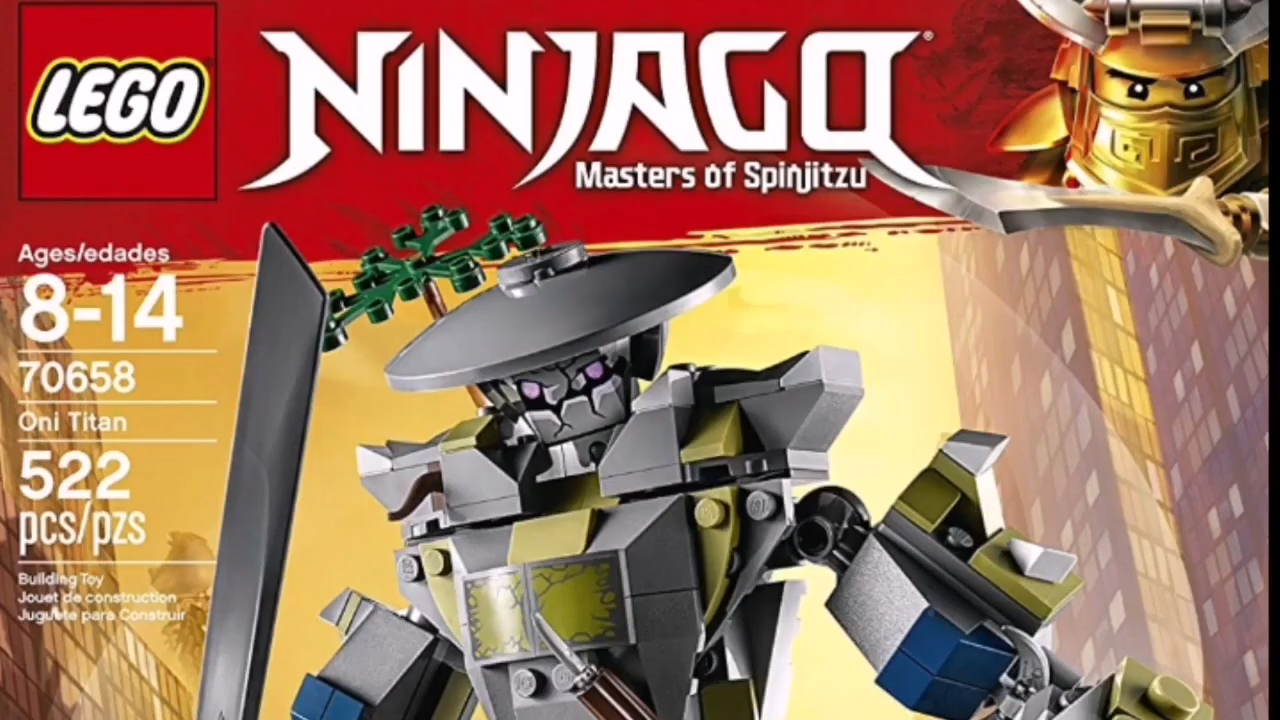 LEGO
NINJAGO®
Masters of Spinjitzu
Ages/edades
8-14
70658
Oni Titan
522
pcs/pzs
Building Toy
Jouet de construction
Juguete para Construir